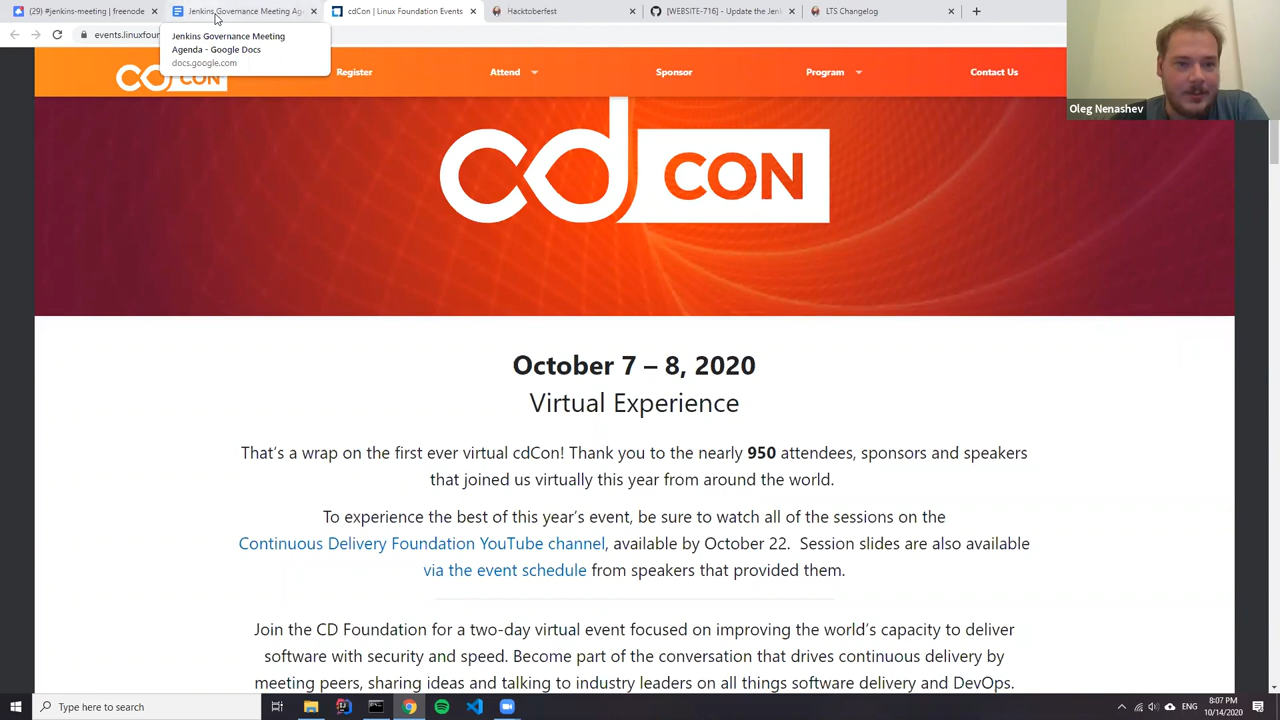 (29) #jenkins-meeting | freenode
Jenkins Governance Meeting Ag
cdCon | Linux Foundation Events
Hacktoberfest
[WEBSITE-716] - Update the Jen
LTS Changelog
events.linuxfoun
Jenkins Governance Meeting
Agenda - Google Docs
docs.google.com
cd CON
Register
Attend
Sponsor
Program
Contact Us
Oleg Nenashev
cd CON
October 7 – 8, 2020
Virtual Experience
That’s a wrap on the first ever virtual cdCon! Thank you to the nearly 950 attendees, sponsors and speakers
that joined us virtually this year from around the world.
To experience the best of this year’s event, be sure to watch all of the sessions on the
Continuous Delivery Foundation YouTube channel, available by October 22. Session slides are also available
via the event schedule from speakers that provided them.
Join the CD Foundation for a two-day virtual event focused on improving the world’s capacity to deliver
software with security and speed. Become part of the conversation that drives continuous delivery by
meeting peers, sharing ideas and talking to industry leaders on all things software delivery and DevOps.
Type here to search
ENG
8:07 PM
10/14/2020